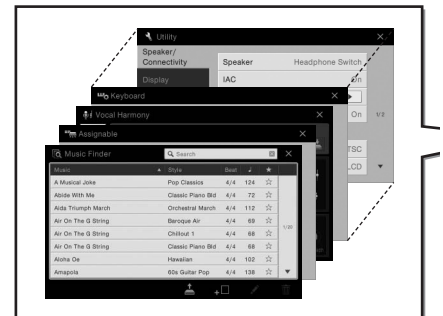 Utility
Speaker/
Connectivity
Speaker Headphone Switch
Display
IAC On
Keyboard
On 1/2
Vocal Harmony
Assignable
TSC
LCD
Music Finder Search
Music Style Beat ★
A Musical Joke Pop Classics 4/4 124
Abide With Me Classic Piano Bld 4/4 72
Aida Triumph March Orchestral March 4/4 112
Air On The G String Baroque Air 4/4 69
Air On The G String Chillout 1 4/4 68
Air On The G String Classic Piano Bld 4/4 66
Aloha Oe Hawaiian 4/4 102
Amapola 60s Guitar Pop 4/4 138